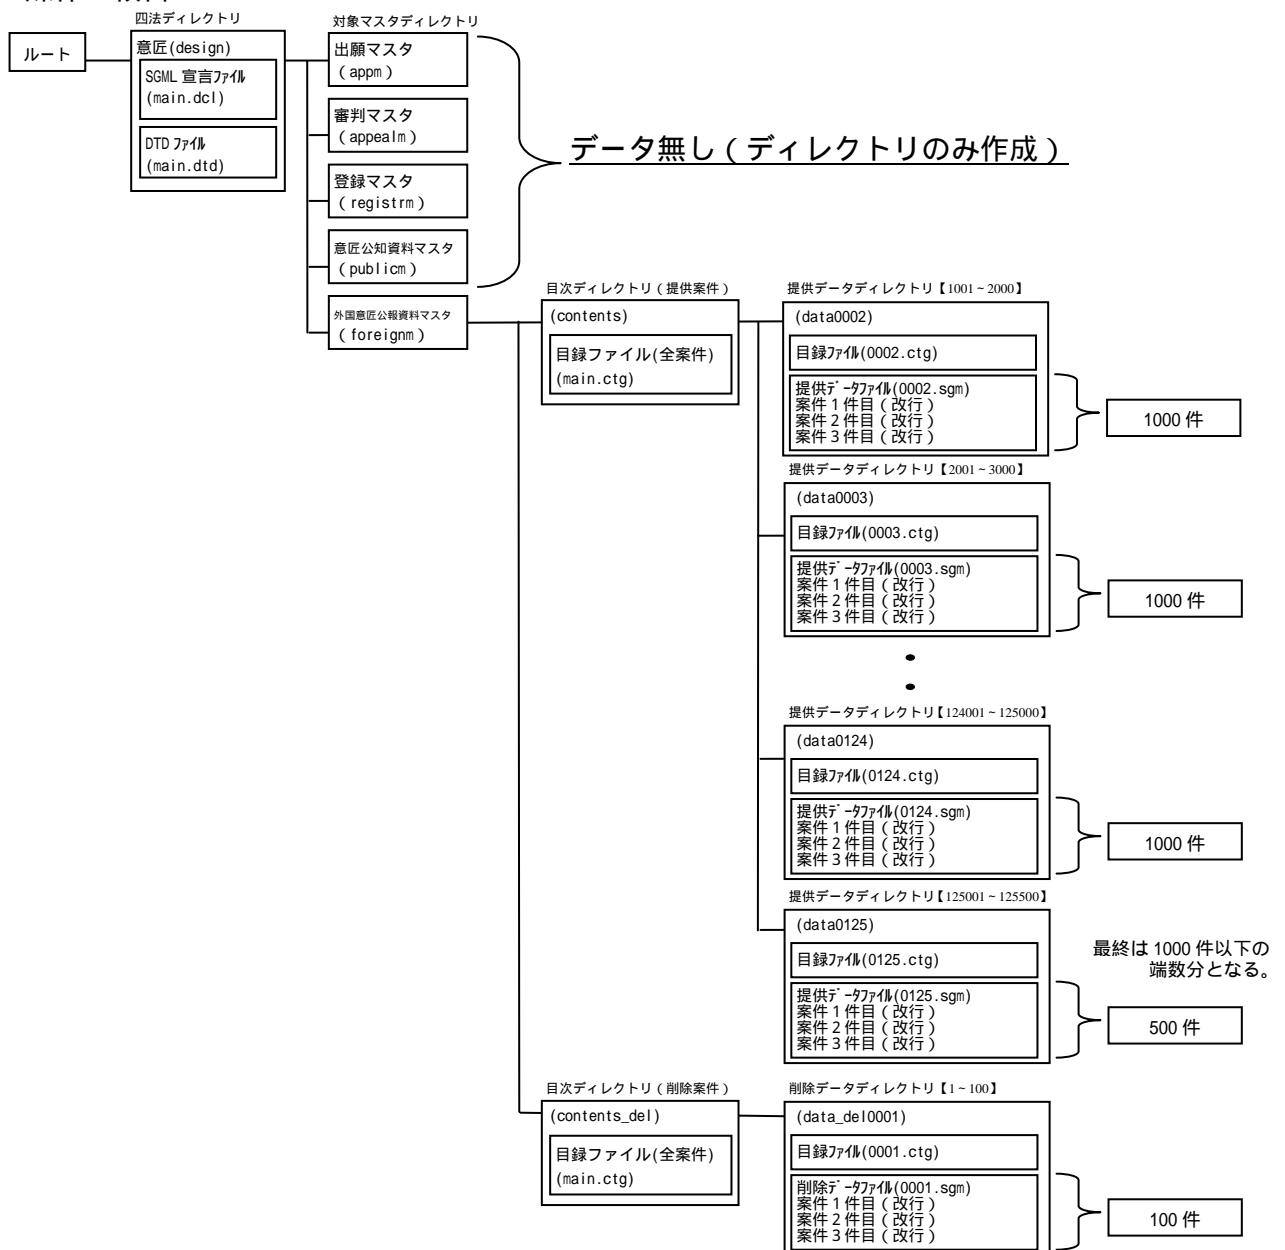 四法ディレクトリ
対象マスタディレクトリ
ルート
意匠(design)
SGML 宣言ファイル
(main.dcl)
DTD ファイル
(main.dtd)
出願マスタ
(appm)
審判マスタ
(appealm)
登録マスタ
(registrm)
意匠公知資料マスタ
(publicm)
外国意匠公報資料マスタ
(foreignm)
データ無し(ディレクトリのみ作成)
目次ディレクトリ(提供案件)
(contents)
目録ファイル(全案件)
(main.ctg)
提供データディレクトリ【1001~2000】
(data0002)
目録ファイル(0002.ctg)
提供データファイル(0002.sgm)
案件1件目(改行)
案件2件目(改行)
案件3件目(改行)
1000 件
提供データディレクトリ【2001~3000】
(data0003)
目録ファイル(0003.ctg)
提供データファイル(0003.sgm)
案件1件目(改行)
案件2件目(改行)
案件3件目(改行)
1000 件
提供データディレクトリ【124001~125000】
(data0124)
目録ファイル(0124.ctg)
提供データファイル(0124.sgm)
案件1件目(改行)
案件2件目(改行)
案件3件目(改行)
1000 件
提供データディレクトリ【125001~125500】
(data0125)
目録ファイル(0125.ctg)
提供データファイル(0125.sgm)
案件1件目(改行)
案件2件目(改行)
案件3件目(改行)
最終は 1000 件以下の
端数分となる。
500 件
目次ディレクトリ(削除案件)
(contents_del)
目録ファイル(全案件)
(main.ctg)
削除データディレクトリ【1~100】
(data_del0001)
目録ファイル(0001.ctg)
削除データファイル(0001.sgm)
案件1件目(改行)
案件2件目(改行)
案件3件目(改行)
100 件